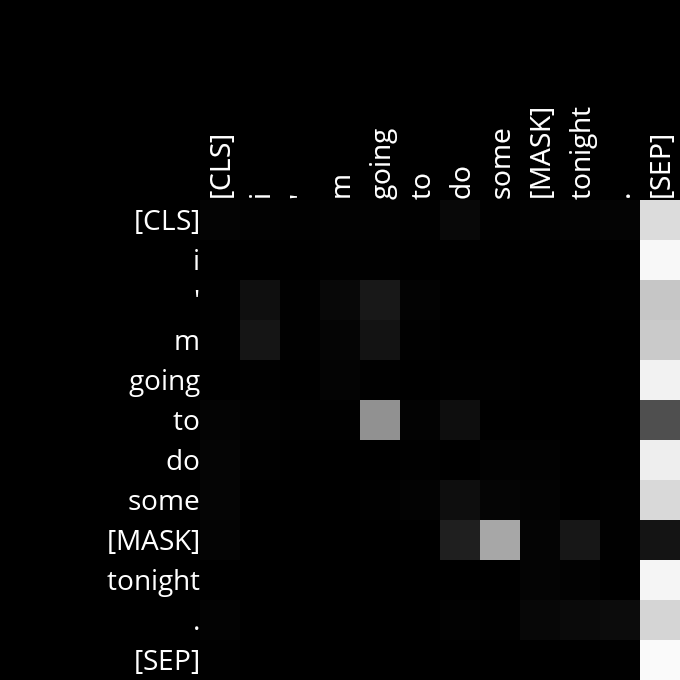 [CLS] i ' m going to do some [MASK] tonight . [SEP]
[CLS]
i
'
m
going
to
do
some
[MASK]
tonight
.
[SEP]